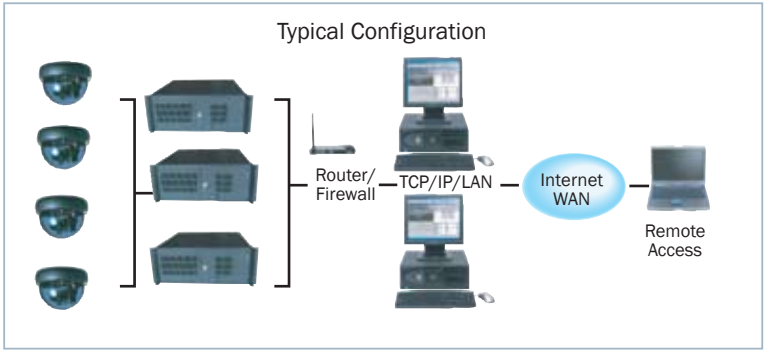 Typical Configuration
Router/
Firewall
TCP/IP/LAN
Internet
WAN
Remote
Access